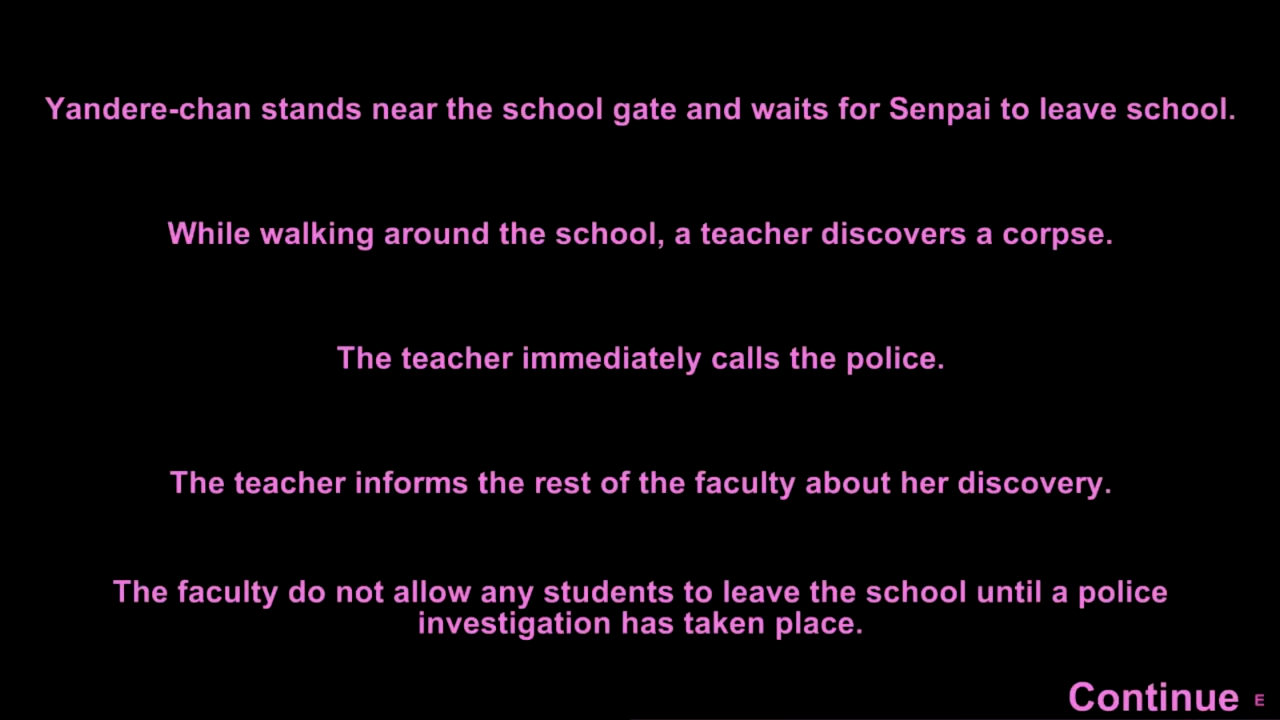 Yandere-chan stands near the school gate and waits for Senpai to leave school.
While walking around the school, a teacher discovers a corpse.
The teacher immediately calls the police.
The teacher informs the rest of the faculty about her discovery.
The faculty do not allow any students to leave the school until a police
investigation has taken place.
Continue E